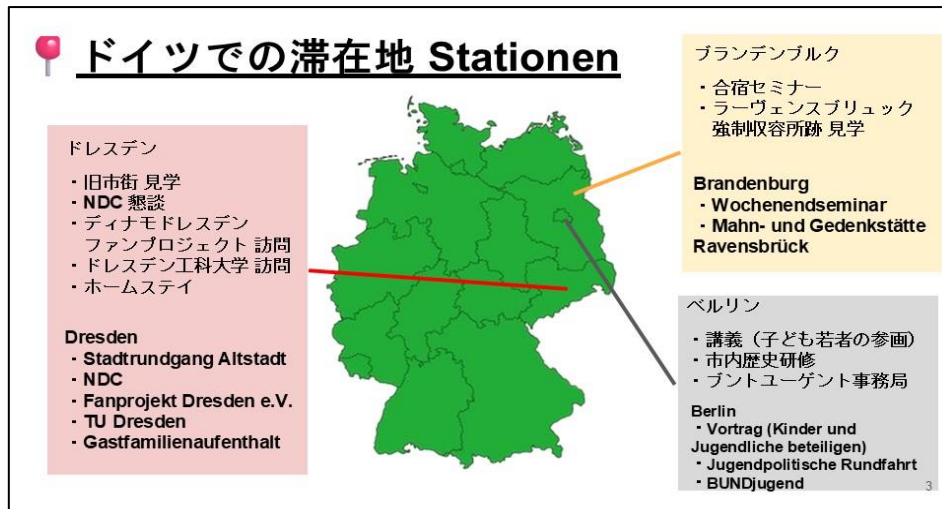 ドイツでの滞在地 Stationen
ドレスデン
・旧市街 見学
・NDC 懇談
・ディナモドレスデン
ファンプロジェクト 訪問
・ドレスデン工科大学 訪問
・ホームステイ
Dresden
・Stadtrundgang Altstadt
・NDC
・Fanprojekt Dresden e.V.
・TU Dresden
・Gastfamilienaufenthalt
ブランデンブルク
・合宿セミナー
・ラーヴェンスブリュック
強制収容所跡 見学
Brandenburg
・Wochenendseminar
・Mahn- und Gedenkstätte
Ravensbrück
ベルリン
・講義（子ども若者の参画）
・市内歴史研修
・ブントユーゲント事務局
Berlin
・Vortrag (Kinder und
Jugendliche beteiligen)
・Jugendpolitische Rundfahrt
・BUNDjugend
3